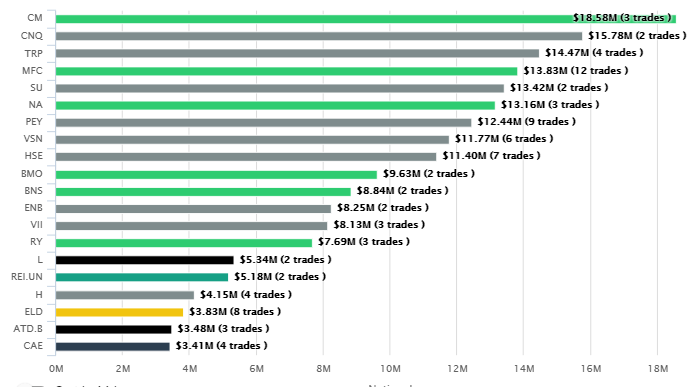 CM $18.58M (3 trades )
CNQ $15.78M (2 trades )
TRP $14.47M (4 trades )
MFC $13.83M (12 trades )
SU $13.42M (2 trades )
NA $13.16M (3 trades )
PEY $12.44M (9 trades )
VSN $11.77M (6 trades )
HSE $11.40M (7 trades )
BMO $9.63M (2 trades )
BNS $8.84M (2 trades )
ENB $8.25M (2 trades )
VII $8.13M (3 trades )
RY $7.69M (3 trades )
L $5.34M (2 trades )
REI.UN $5.18M (2 trades )
H $4.15M (4 trades )
ELD $3.83M (8 trades )
ATD.B $3.48M (3 trades )
CAE $3.41M (4 trades )
0M 2M 4M 6M 8M 10M 12M 14M 16M 18M